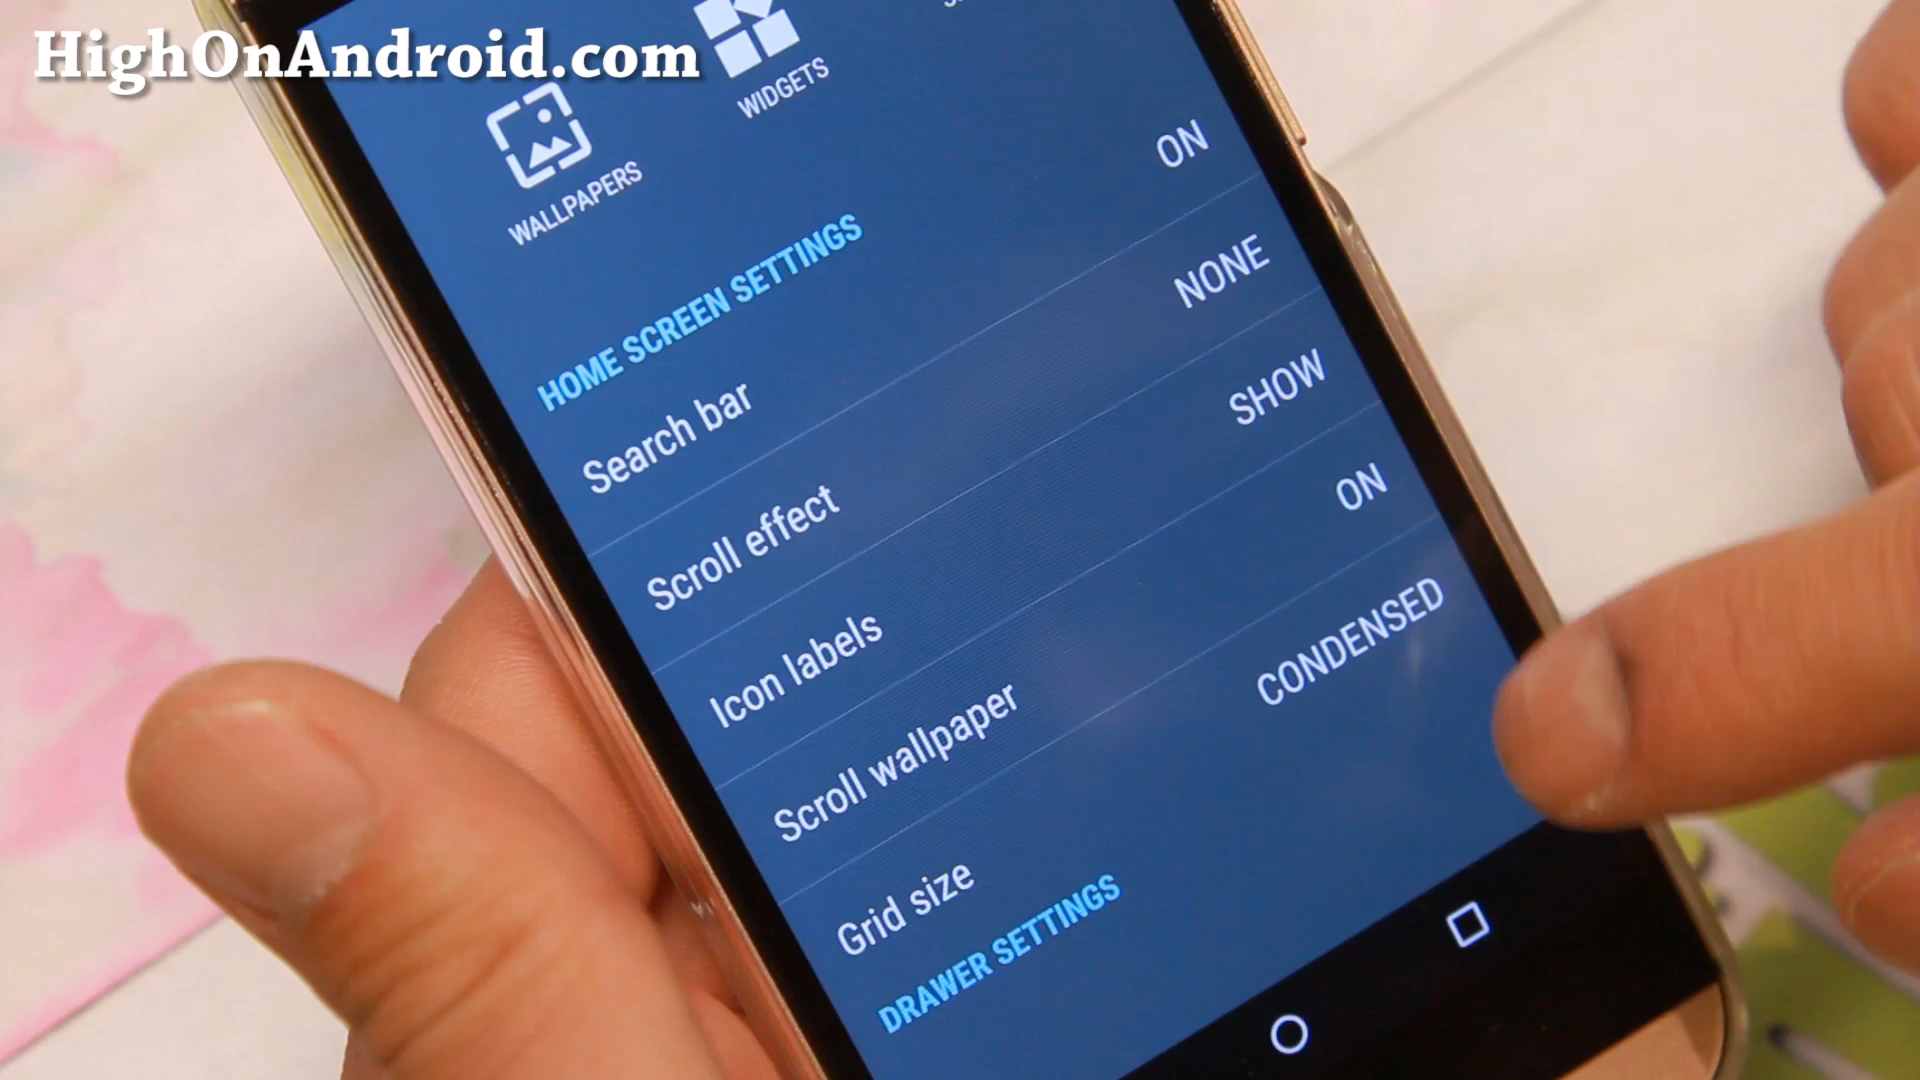 HighOnAndroid.com
WALLPAPERS
WIDGETS
HOME SCREEN SETTINGS
Search bar ON
Scroll effect NONE
Icon labels SHOW
Scroll wallpaper ON
Grid size CONDENSED
DRAWER SETTINGS